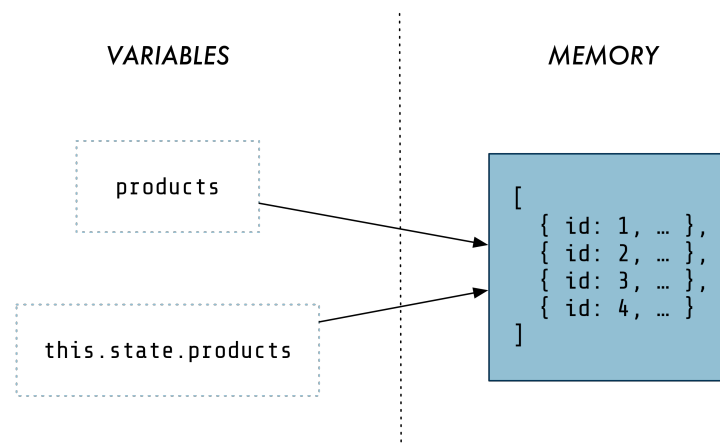 VARIABLES
MEMORY
products
this.state.products
[
{ id: 1, … },
{ id: 2, … },
{ id: 3, … },
{ id: 4, … }
]